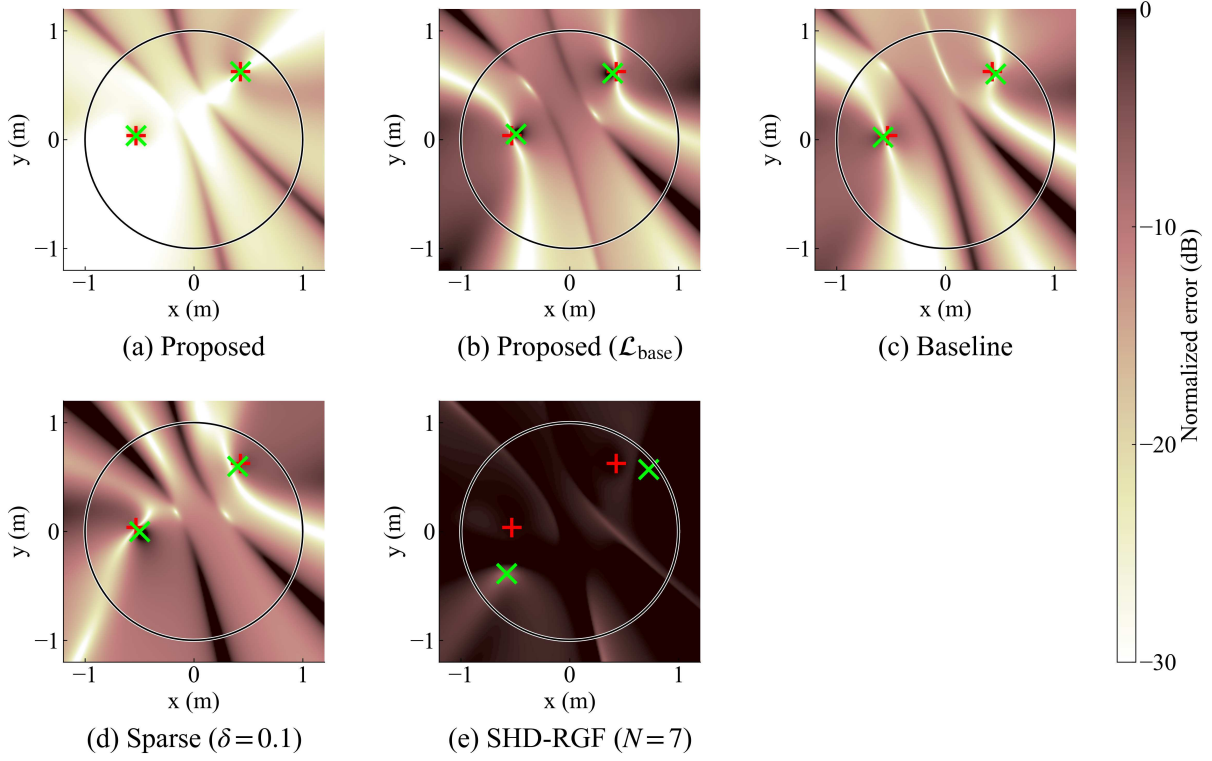 1
0
−1
y (m)
−1
0
1
x (m)
(a) Proposed
1
0
−1
y (m)
−1
0
1
x (m)
(b) Proposed (ℒbase)
1
0
−1
y (m)
−1
0
1
x (m)
(c) Baseline
0
−10
−20
−30
Normalized error (dB)
1
0
−1
y (m)
−1
0
1
x (m)
(d) Sparse (δ=0.1)
1
0
−1
y (m)
−1
0
1
x (m)
(e) SHD-RGF (N=7)